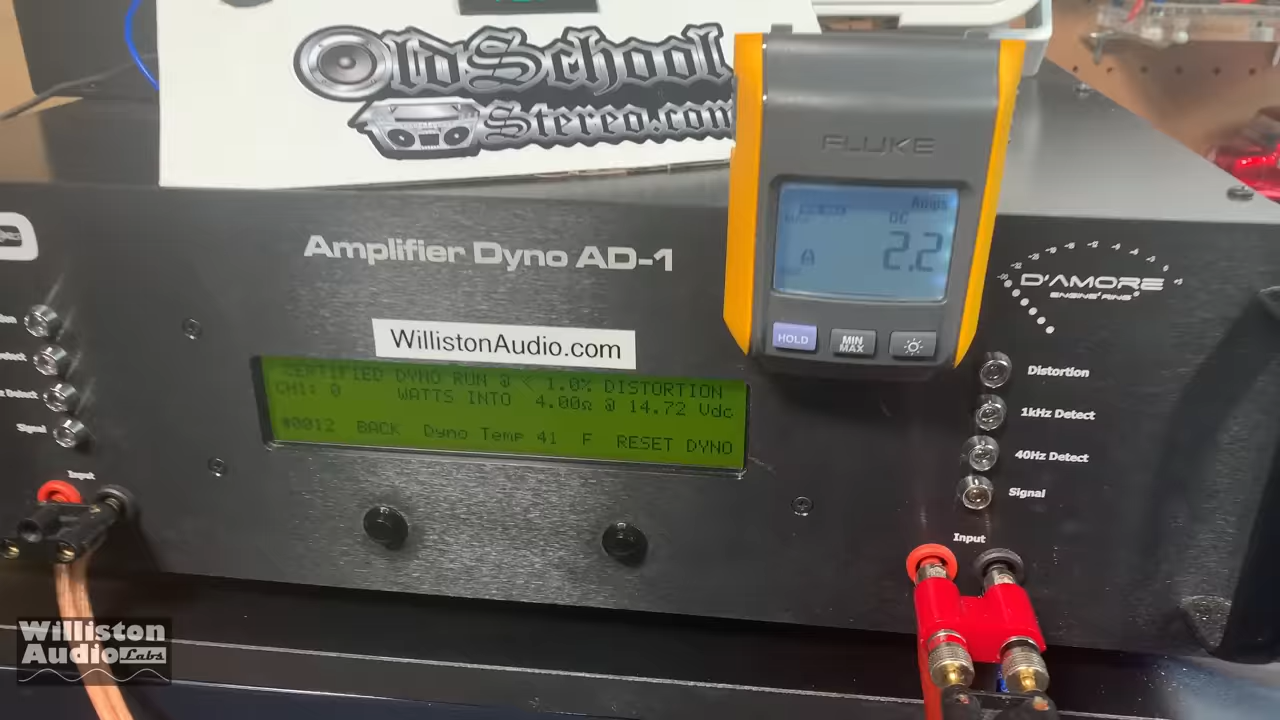 OldSchool
Stereo.com
FLUKE
Amps
DC
2.2
A
HOLD
MIN
MAX
Amplifier Dyno AD-1
D'AMORE
ENGINEERING
WillistonAudio.com
CERTIFIED DYNO RUN @ < 1.0% DISTORTION
CH1: 0 WATTS INTO 4.00Ω @ 14.72 Vdc
#0012 BACK Dyno Temp 41 F RESET DYNO
Distortion
1kHz Detect
40Hz Detect
Signal
Input
Signal
Input
Williston
Audio Labs